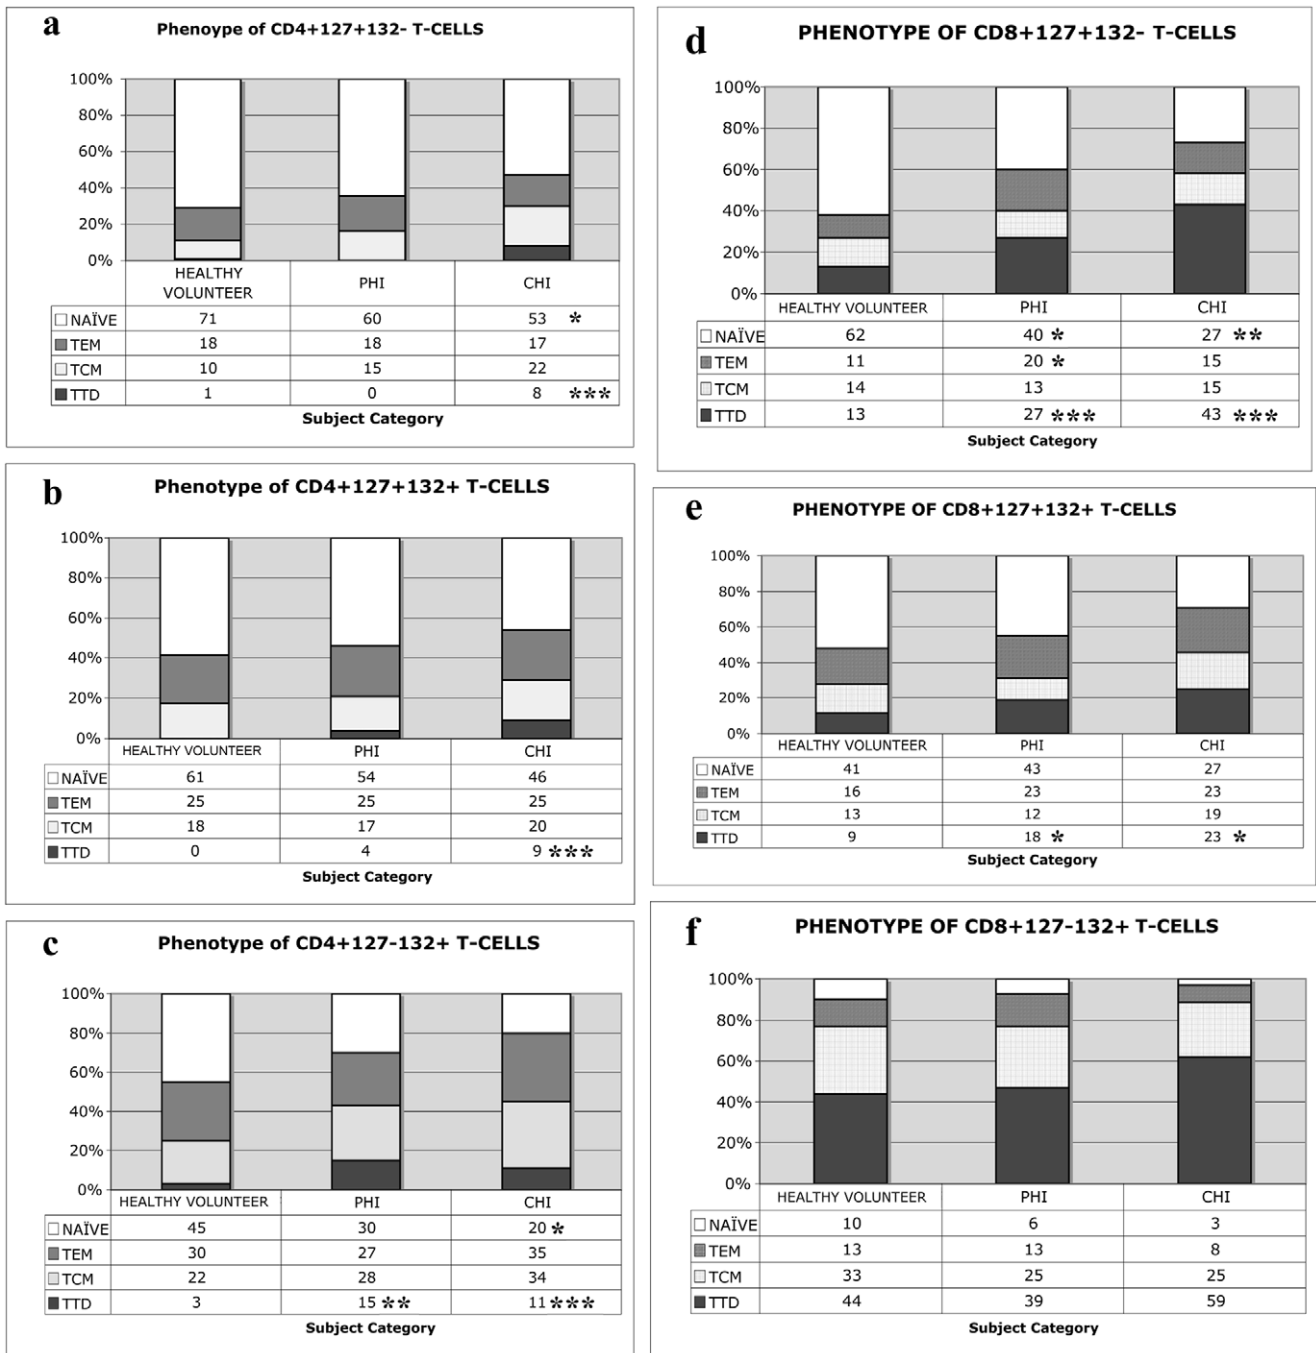 a
Phenoype of CD4+127+132- T-CELLS
100%
80%
60%
40%
20%
0%
HEALTHY VOLUNTEER PHI CHI
NAÏVE 71 60 53 *
TEM 18 18 17
TCM 10 15 22
TTD 1 0 8 ***
Subject Category
b
Phenotype of CD4+127+132+ T-CELLS
100%
80%
60%
40%
20%
0%
HEALTHY VOLUNTEER PHI CHI
NAÏVE 61 54 46
TEM 25 25 25
TCM 18 17 20
TTD 0 4 9 ***
Subject Category
c
Phenotype of CD4+127-132+ T-CELLS
100%
80%
60%
40%
20%
0%
HEALTHY VOLUNTEER PHI CHI
NAÏVE 45 30 20 *
TEM 30 27 35
TCM 22 28 34
TTD 3 15 ** 11 ***
Subject Category
d
PHENOTYPE OF CD8+127+132- T-CELLS
100%
80%
60%
40%
20%
0%
HEALTHY VOLUNTEER PHI CHI
NAÏVE 62 40 * 27 **
TEM 11 20 * 15
TCM 14 13 15
TTD 13 27 *** 43 ***
Subject Category
e
PHENOTYPE OF CD8+127+132+ T-CELLS
100%
80%
60%
40%
20%
0%
HEALTHY VOLUNTEER PHI CHI
NAÏVE 41 43 27
TEM 16 23 23
TCM 13 12 19
TTD 9 18 * 23 *
Subject Category
f
PHENOTYPE OF CD8+127-132+ T-CELLS
100%
80%
60%
40%
20%
0%
HEALTHY VOLUNTEER PHI CHI
NAÏVE 10 6 3
TEM 13 13 8
TCM 33 25 25
TTD 44 39 59
Subject Category